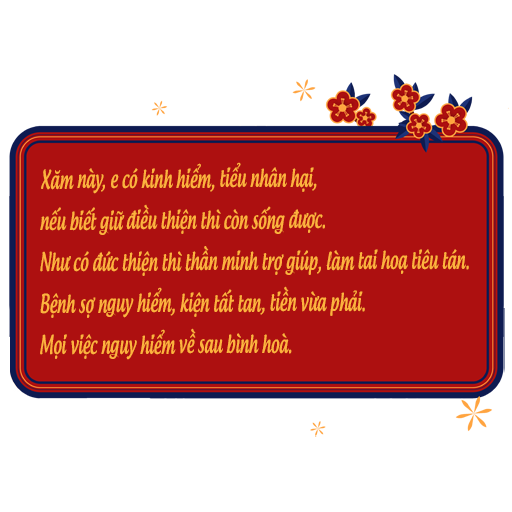 Xăm này, e có kinh hiểm, tiểu nhân hại,
nếu biết giữ điều thiện thì còn sống được.
Như có đức thiện thì thần minh trợ giúp, làm tai hoạ tiêu tán.
Bệnh sợ nguy hiểm, kiện tất tan, tiền vừa phải.
Mọi việc nguy hiểm về sau bình hoà.